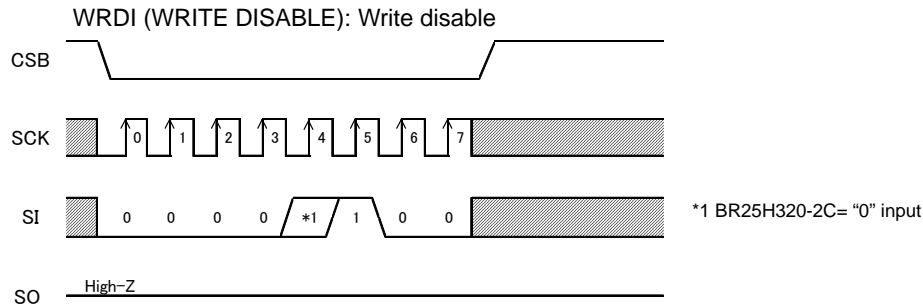 WRDI (WRITE DISABLE): Write disable
CSB
SCK 0 1 2 3 4 5 6 7
SI 0 0 0 0 *1 1 0 0 *1 BR25H320-2C= “0” input
SO High-Z